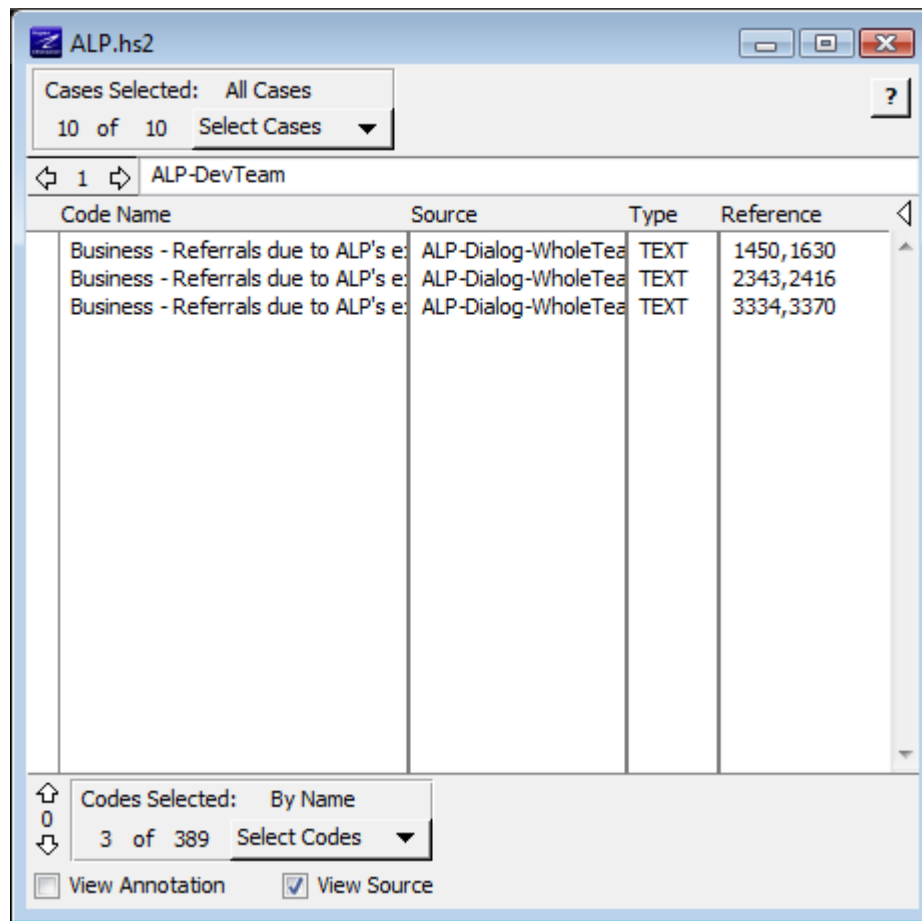 ALP.hs2
Cases Selected: All Cases
10 of 10 Select Cases
?
1 ALP-DevTeam
Code Name Source Type Reference
Business - Referrals due to ALP's e ALP-Dialog-WholeTea TEXT 1450,1630
Business - Referrals due to ALP's e ALP-Dialog-WholeTea TEXT 2343,2416
Business - Referrals due to ALP's e ALP-Dialog-WholeTea TEXT 3334,3370
Codes Selected: By Name
0
3 of 389 Select Codes
View Annotation View Source